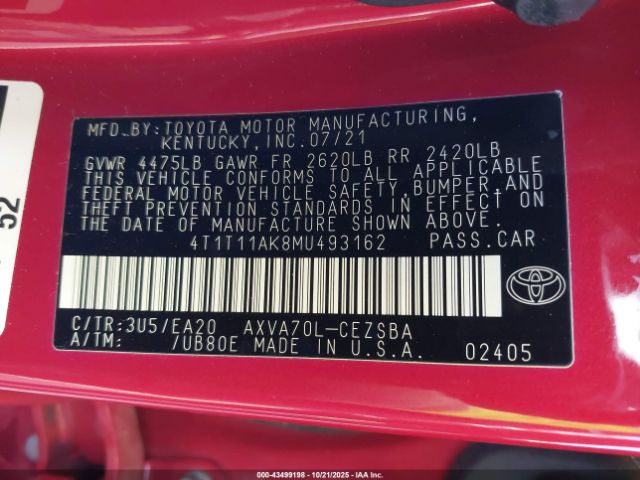 MFD.BY:TOYOTA MOTOR MANUFACTURING,
KENTUCKY,INC.07/21
GVWR 4475LB GAWR FR 2620LB RR 2420LB
THIS VEHICLE CONFORMS TO ALL APPLICABLE
FEDERAL MOTOR VEHICLE SAFETY,BUMPER,AND
THEFT PREVENTION STANDARDS IN EFFECT ON
THE DATE OF MANUFACTURE SHOWN ABOVE.
4T1T11AK8MU493162 PASS.CAR
C/TR:3U5/EA20 AXVA70L-CEZSBA
A/TM: /UB80E MADE IN U.S.A. 02405
52
000-43499198 - 10/21/2025 - COPART